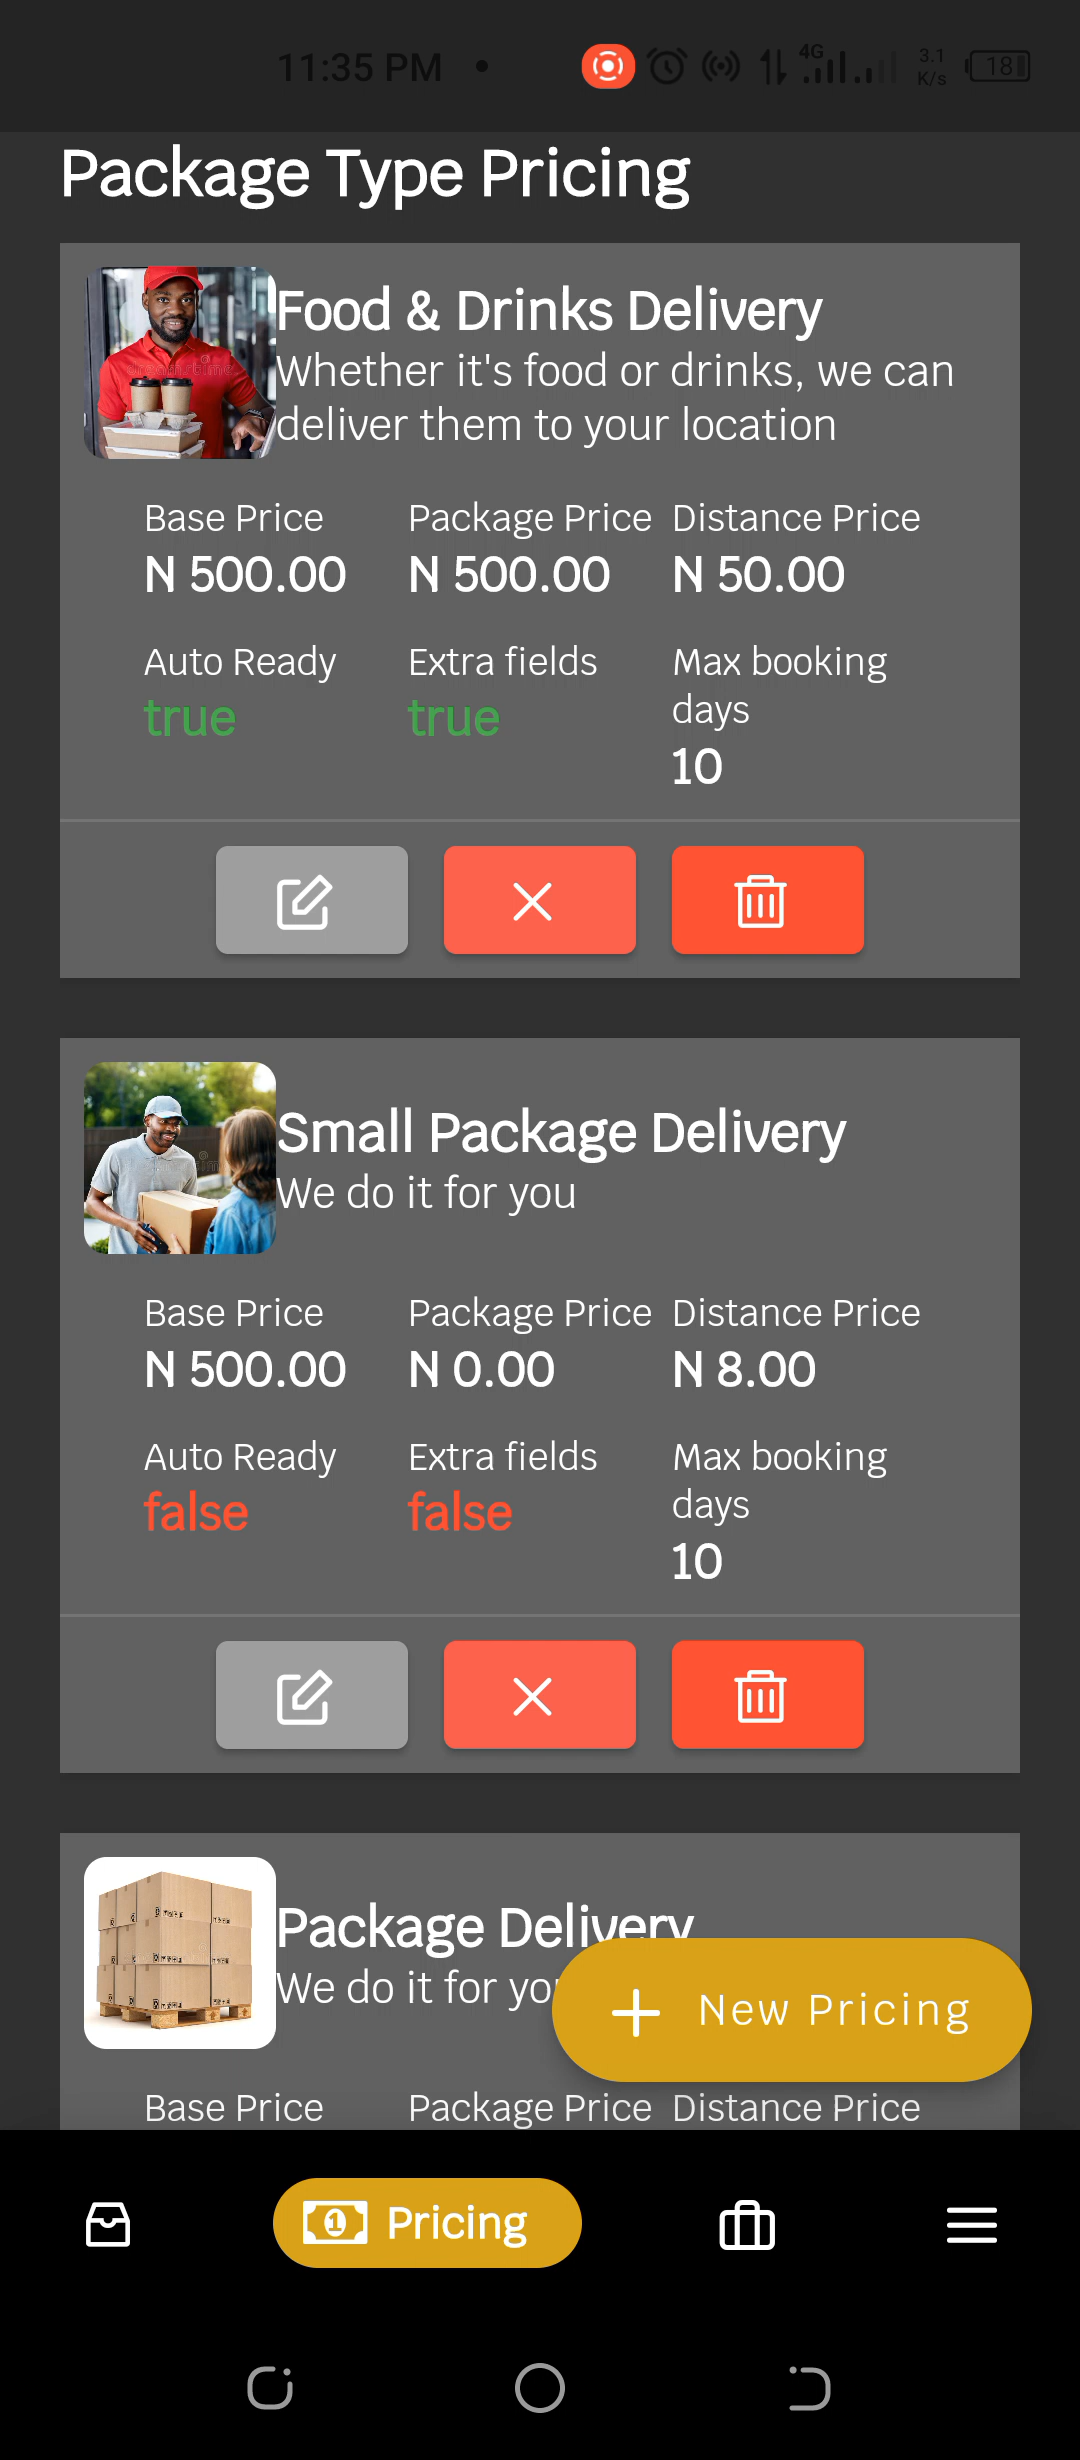 11:35 PM
4G
3.1
K/s
18
Package Type Pricing
Food & Drinks Delivery
Whether it's food or drinks, we can
deliver them to your location
Base Price Package Price Distance Price
N 500.00 N 500.00 N 50.00
Auto Ready Extra fields Max booking
days
true true
10
Small Package Delivery
We do it for you
Base Price Package Price Distance Price
N 500.00 N 0.00 N 8.00
Auto Ready Extra fields Max booking
days
false false
10
Package Delivery
We do it for you
New Pricing
Base Price Package Price Distance Price
1 Pricing